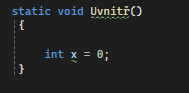 static void Uvnitř()
{
int x = 0;
}